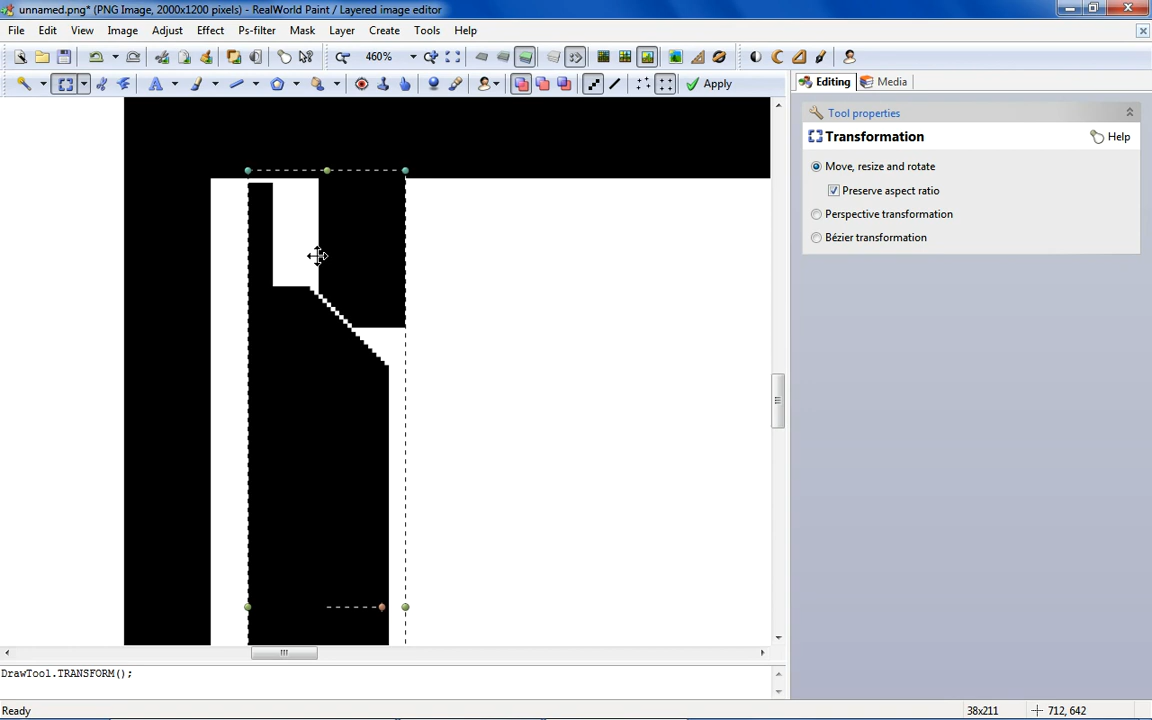 unnamed.png* (PNG Image, 2000x1200 pixels) - RealWorld Paint / Layered image editor
File Edit View Image Adjust Effect Ps-filter Mask Layer Create Tools Help
460%
Apply
Editing Media
Tool properties
Transformation Help
Move, resize and rotate
Preserve aspect ratio
Perspective transformation
Bézier transformation
DrawTool.TRANSFORM();
Ready 38x211 712, 642